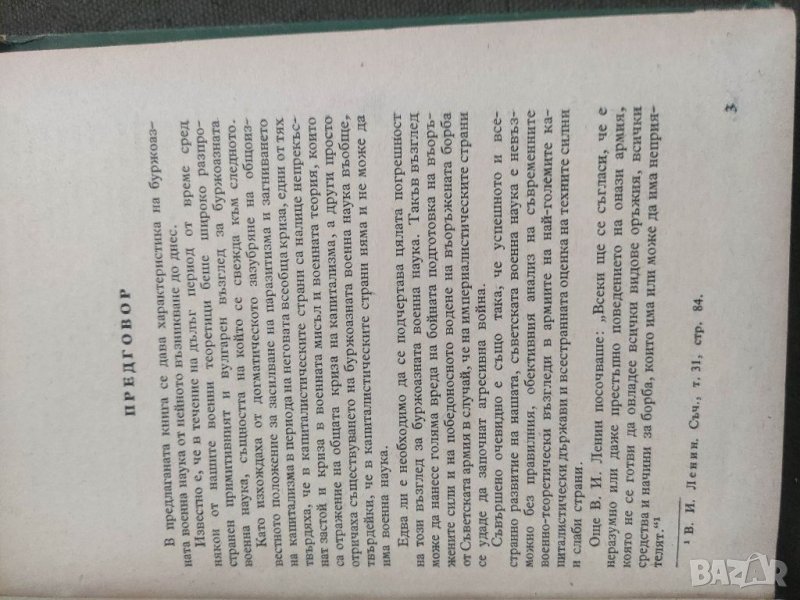 ПРЕДГОВОР
В предлаганата книга се дава характеристика на буржоаз-
ната военна наука от нейното възникване до днес.
Известно е, че в течение на дълъг период от време сред
някои от нашите военни теоретици беше широко разпро-
странен примитивният и вулгарен възглед за буржоазната
военна наука, същността на който се свежда към следното.
Като изхождаха от догматическото зазубряне на общоиз-
вестното положение за засилване на паразитизма и загниването
на капитализма в периода на неговата всеобща криза, едни от тях
твърдяха, че в капиталистическите страни са налице непрекъс-
нат застой и криза в военната мисъл и военната теория, които
са отражение на общата криза на капитализма, а други просто
отричаха съществуването на буржоазната военна наука въобще,
твърдейки, че в капиталистическите страни няма и не може да
има военна наука.
Едва ли е необходимо да се подчертава цялата погрешност
на този възглед за буржоазната военна наука. Такъв възглед
може да нанесе голяма вреда на бойната подготовка на въоръ-
жените сили и на победоносното водене на въоръжената борба
от Съветската армия в случай, че на империалистическите страни
се удаде да започнат агресивна война.
Съвършено очевидно е също така, че успешното и все-
странно развитие на нашата, съветската военна наука е невъз-
можно без правилния, обективния анализ на съвременните
военно-теоретически възгледи в армиите на най-големите ка-
питалистически държави и всестранната оценка на техните силни
и слаби страни.
Още В. И. Ленин посочваше: „Всеки ще се съгласи, че е
неразумно или даже престъпно поведението на онази армия,
която не се готви да овладее всички видове оръжия, всички
средства и начини за борба, които има или може да има неприя-
телят."¹
¹ В. И. Ленин. Съч., т. 31, стр. 84.
3
BAZAR